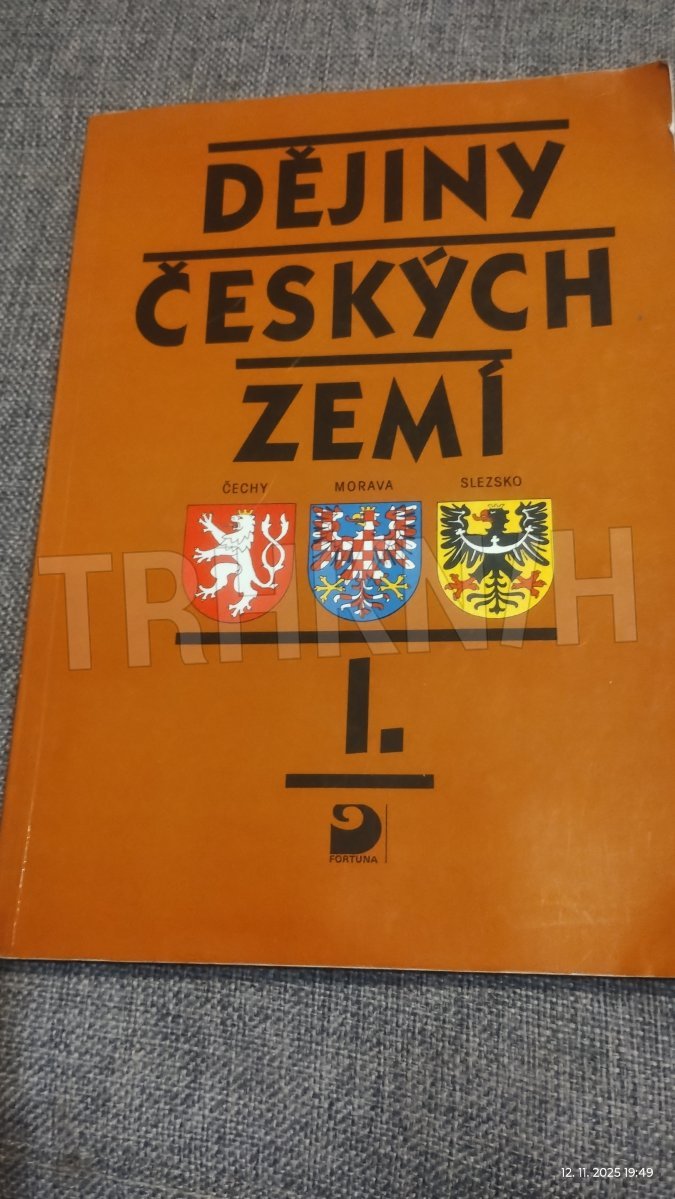 DĚJINY
ČESKÝCH
ZEMÍ
ČECHY MORAVA SLEZSKO
TRHKNIH
I.
FORTUNA
12. 11. 2025 19:49